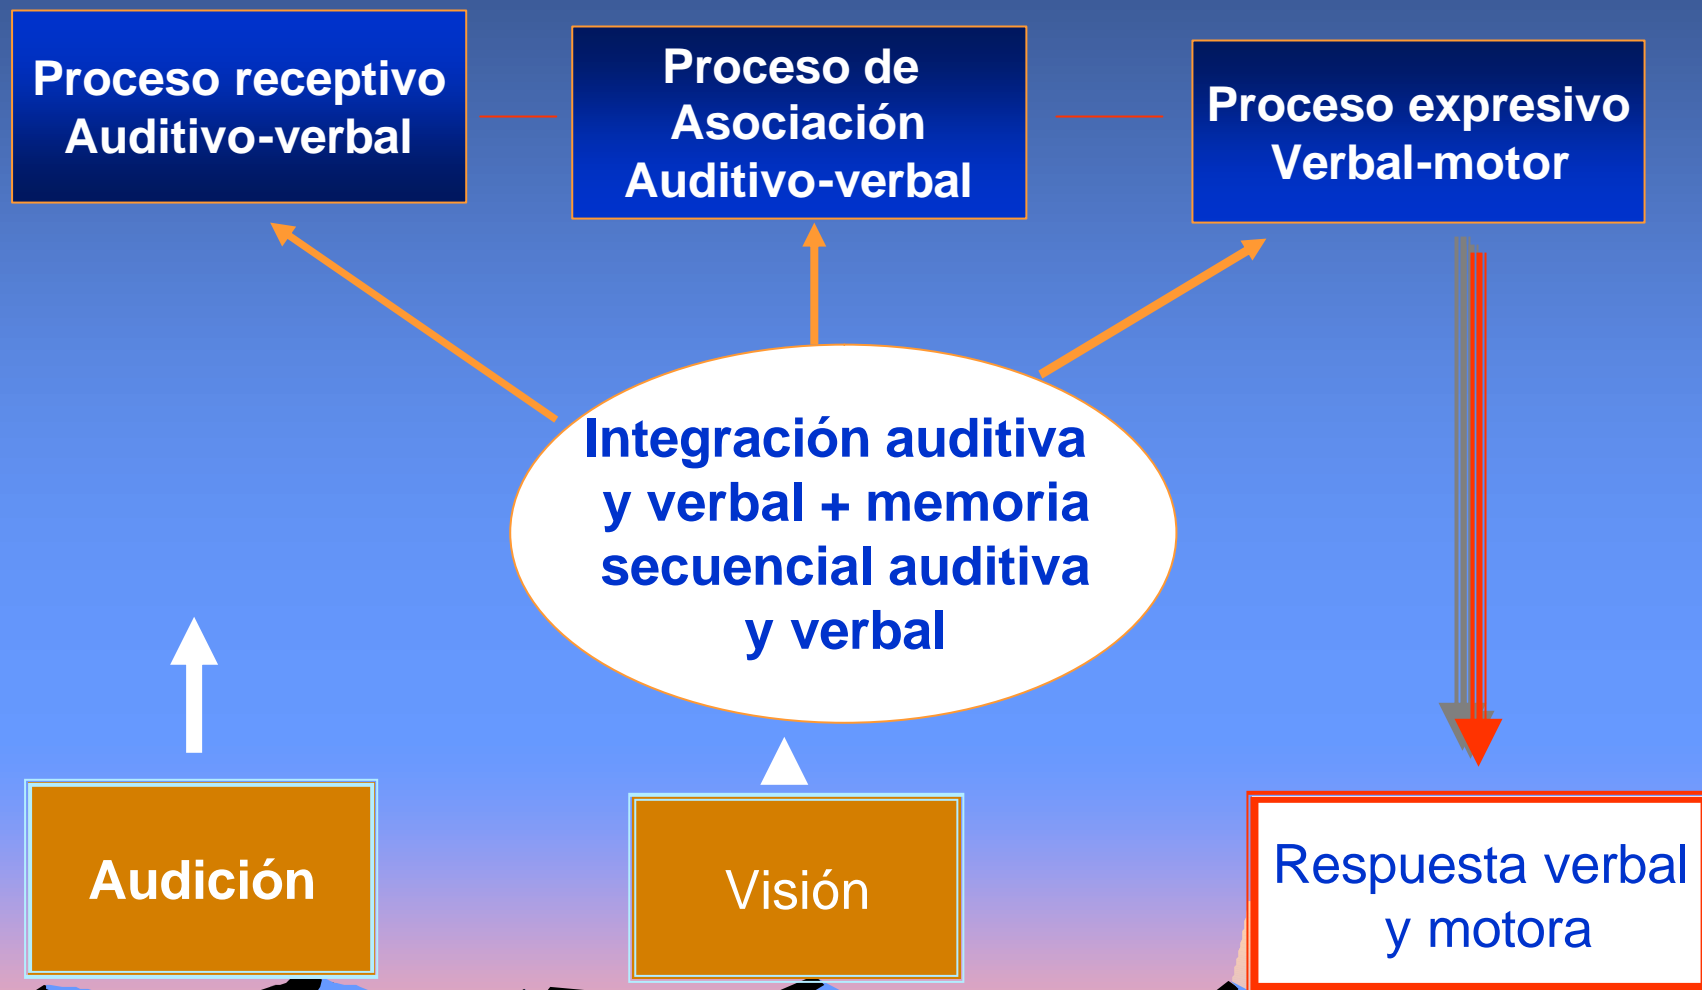 Proceso receptivo
Auditivo-verbal
Proceso de
Asociación
Auditivo-verbal
Proceso expresivo
Verbal-motor
Integración auditiva
y verbal + memoria
secuencial auditiva
y verbal
Audición
Visión
Respuesta verbal
y motora